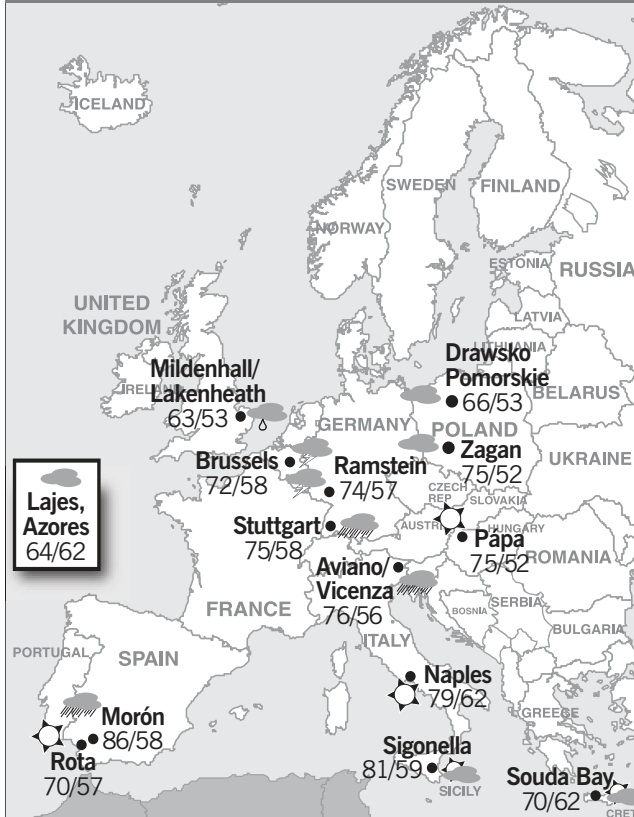 ICELAND
SWEDEN
FINLAND
NORWAY
ESTONIA
RUSSIA
LATVIA
LITHUANIA
UNITED
KINGDOM
IRELAND
Mildenhall/
Lakenheath
63/53
Drawsko
Pomorskie
66/53
BELARUS
GERMANY
POLAND
Zagan
75/52
UKRAINE
Brussels
72/58
Ramstein
74/57
CZECH
REP
SLOVAKIA
Lajes,
Azores
64/62
Stuttgart
75/58
AUSTRIA
HUNGARY
Pápa
75/52
ROMANIA
Aviano/
Vicenza
76/56
FRANCE
ITALY
BOSNIA
SERBIA
BULGARIA
PORTUGAL
SPAIN
Naples
79/62
GREECE
Morón
86/58
Rota
70/57
Sigonella
81/59
SICILY
Souda Bay
70/62
CRET